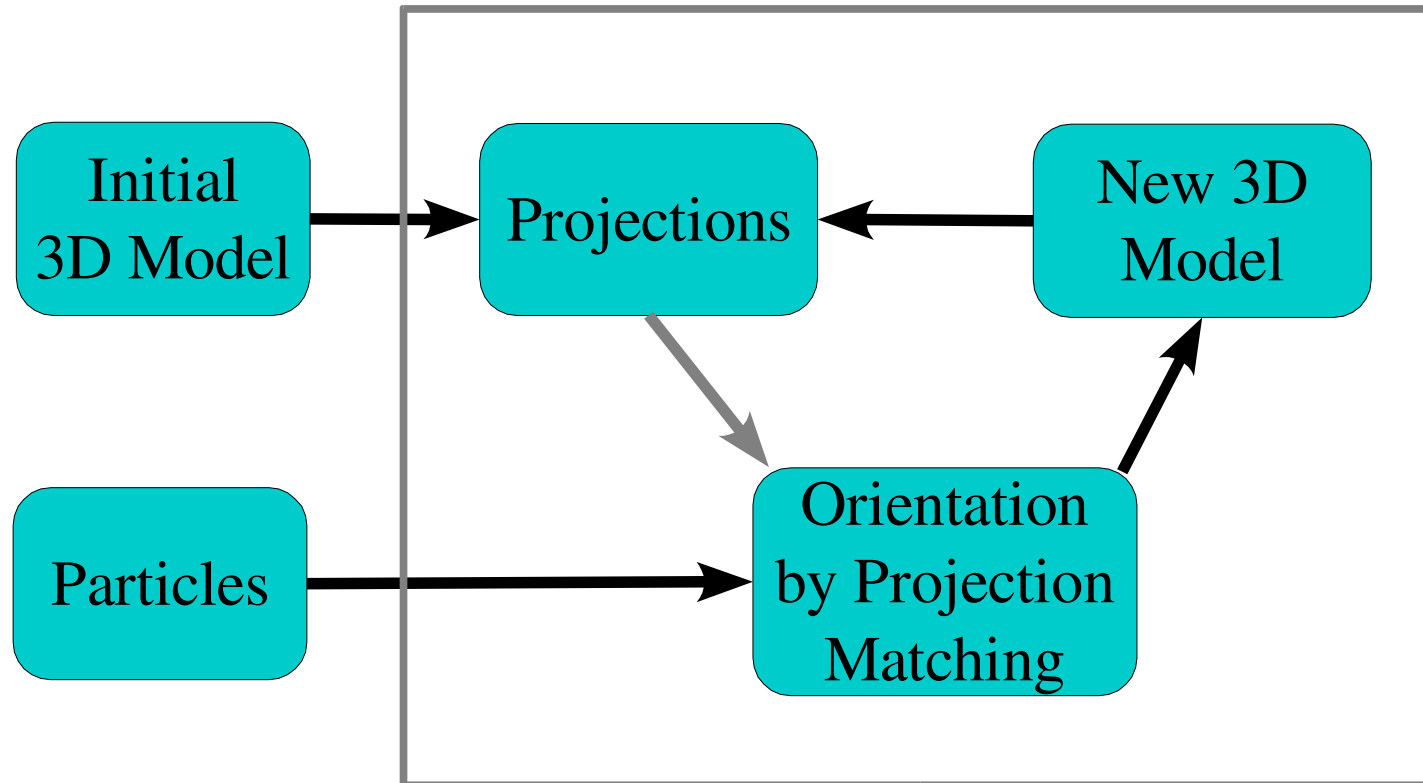 Initial
3D Model
Projections
New 3D
Model
Particles
Orientation
by Projection
Matching